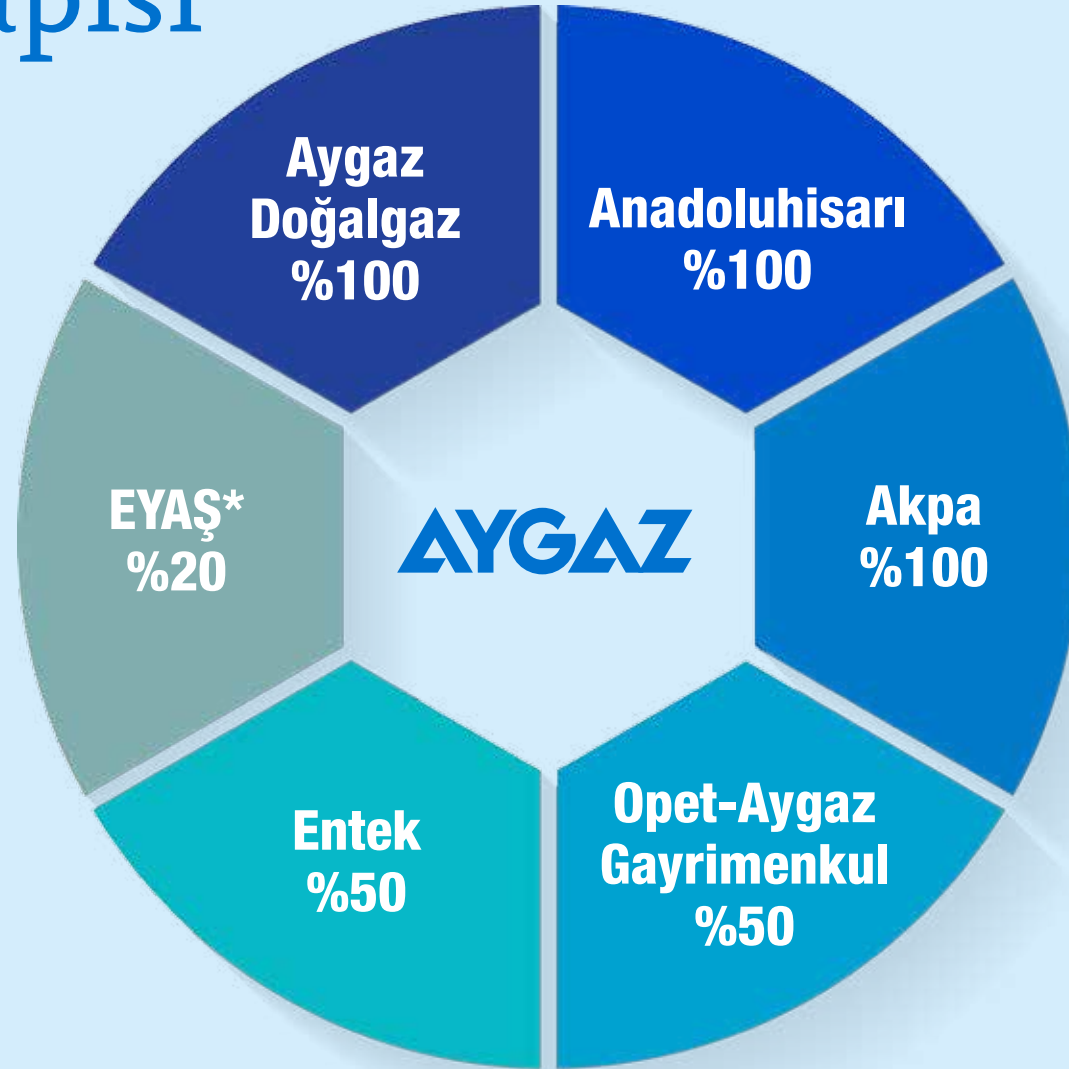 Aygaz
Doğalgaz
%100
Anadoluhisarı
%100
EYAŞ*
%20
AYGAZ
Akpa
%100
Entek
%50
Opet-Aygaz
Gayrimenkul
%50